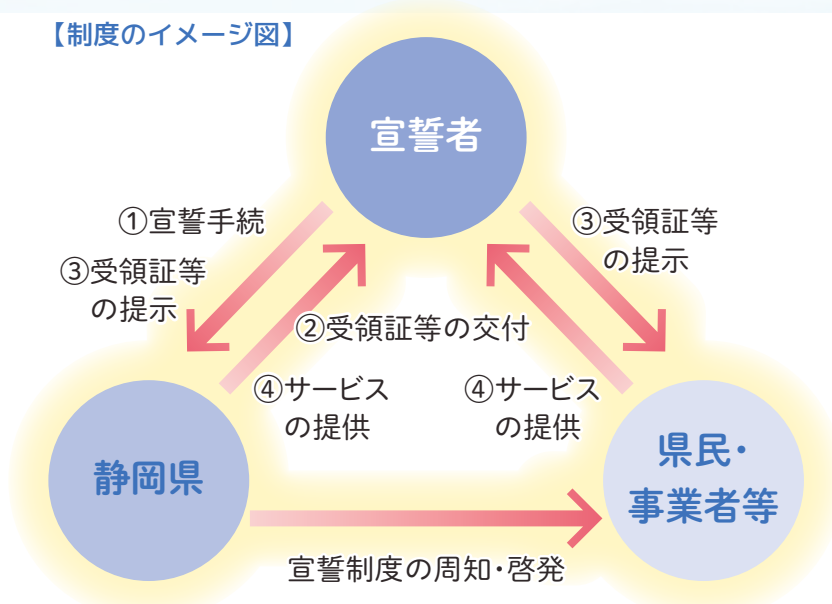 【制度のイメージ図】
宣誓者
①宣誓手続
③受領証等
の提示
③受領証等
の提示
②受領証等の交付
④サービス
の提供
④サービス
の提供
静岡県
県民・
事業者等
宣誓制度の周知・啓発